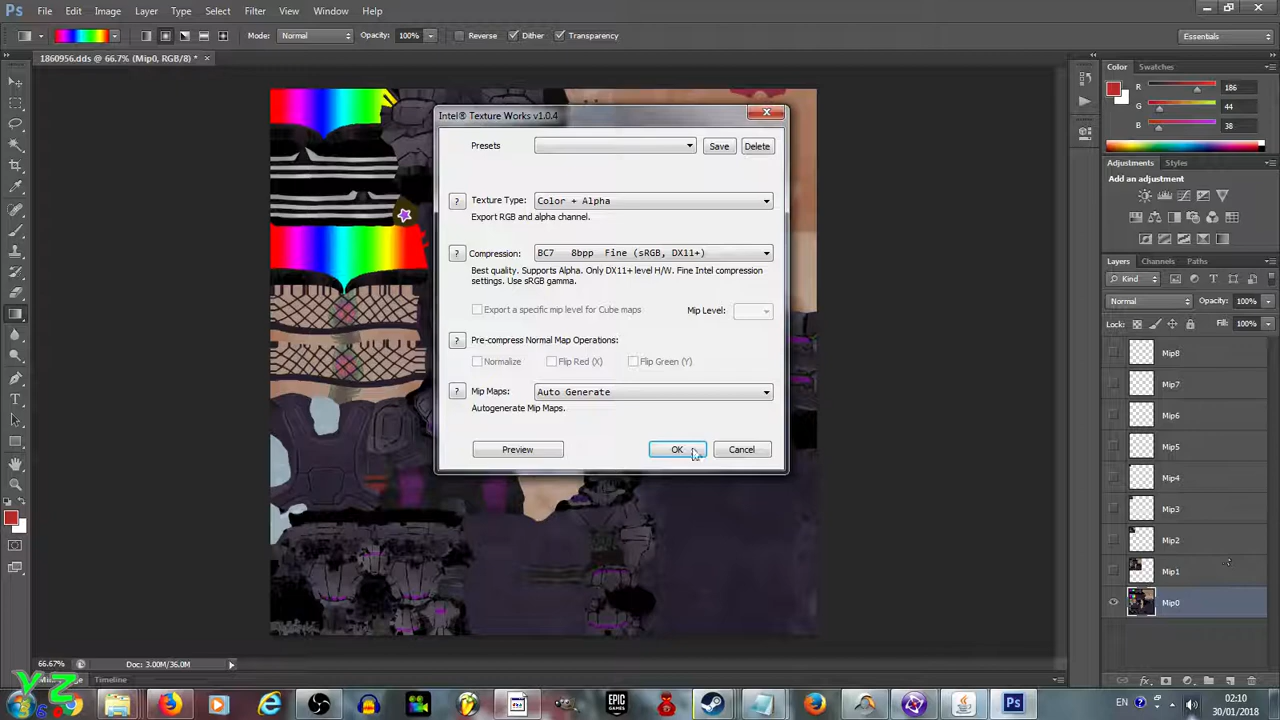 Ps File Edit Image Layer Type Select Filter View Window Help
Mode: Normal Opacity: 100% Reverse Dither Transparency Essentials
1860956.dds @ 66.7% (Mip0, RGB/8) * ×
Intel® Texture Works v1.0.4
Presets Save Delete
? Texture Type: Color + Alpha
Export RGB and alpha channel.
? Compression: BC7 8bpp Fine (sRGB, DX11+)
Best quality. Supports Alpha. Only DX11+ level H/W. Fine Intel compression
settings. Use sRGB gamma.
Export a specific mip level for Cube maps Mip Level:
? Pre-compress Normal Map Operations:
Normalize Flip Red (X) Flip Green (Y)
? Mip Maps: Auto Generate
Autogenerate Mip Maps.
Preview OK Cancel
Color Swatches
R 186
G 44
B 38
Adjustments Styles
Add an adjustment
Layers Channels Paths
Kind
Normal Opacity: 100%
Lock: Fill: 100%
Mip8
Mip7
Mip6
Mip5
Mip4
Mip3
Mip2
Mip1
Mip0
66.67% Doc: 3.00M/36.0M
Timeline
YZ
EPIC
GAMES
Ps
EN
02:10
30/01/2018